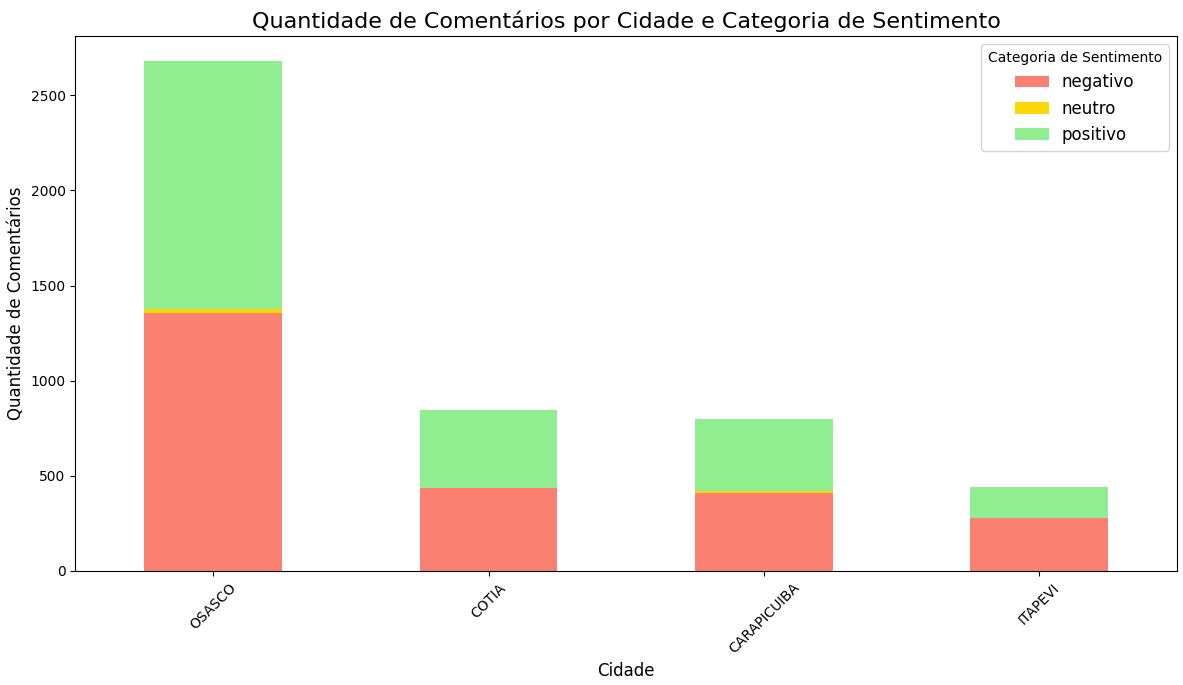 Quantidade de Comentários por Cidade e Categoria de Sentimento
Categoria de Sentimento
negativo
neutro
positivo
Quantidade de Comentários
2500
2000
1500
1000
500
0
OSASCO
COTIA
CARAPICUIBA
ITAPEVI
Cidade